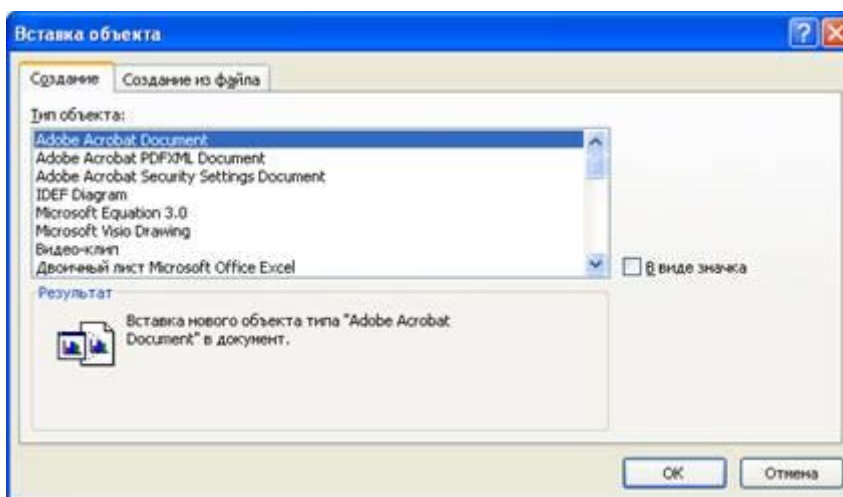 Вставка объекта
Создание
Создание из файла
Тип объекта:
Adobe Acrobat Document
Adobe Acrobat PDFXML Document
Adobe Acrobat Security Settings Document
IDEF Diagram
Microsoft Equation 3.0
Microsoft Visio Drawing
Видео-клип
Двоичный лист Microsoft Office Excel
В виде значка
Результат
Вставка нового объекта типа "Adobe Acrobat
Document" в документ.
ОК
Отмена